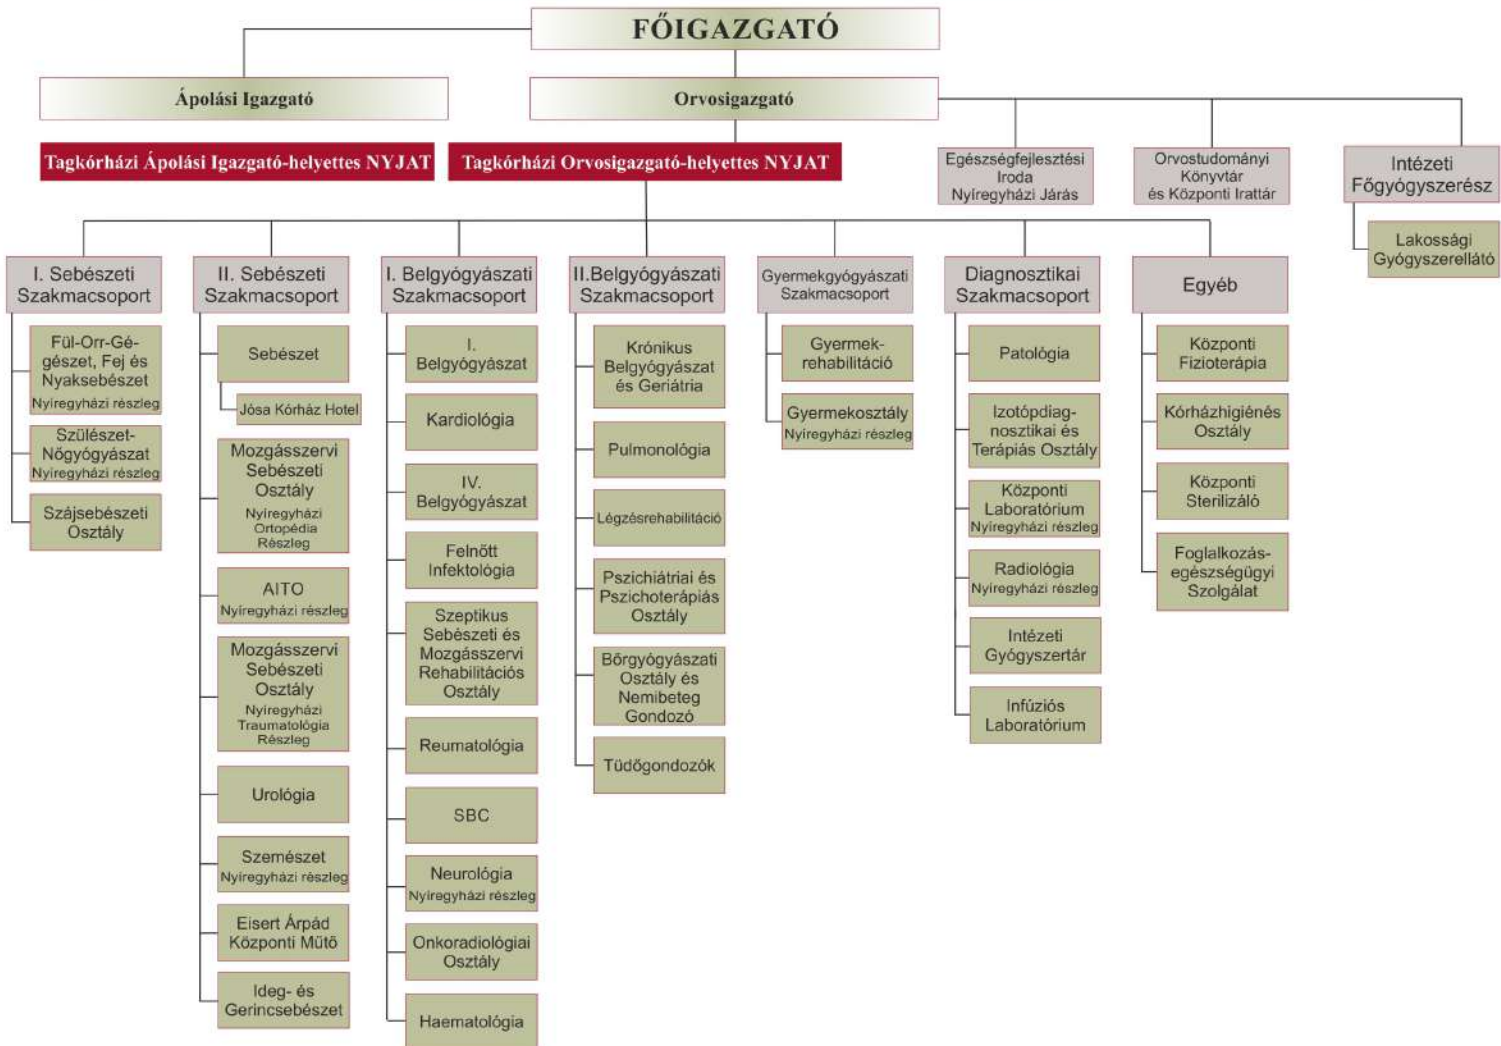 FŐIGAZGATÓ
Ápolási Igazgató
Orvosigazgató
Tagkórházi Ápolási Igazgató-helyettes NYJAT
Tagkórházi Orvosigazgató-helyettes NYJAT
Egészségfejlesztési
Iroda
Nyíregyházi Járás
Orvostudományi
Könyvtár
és Központi Irattár
Intézeti
Főgyógyszerész
Lakossági
Gyógyszerellátó
I. Sebészeti
Szakmacsoport
Fül-Orr-Gé-
gészet, Fej és
Nyaksebészet
Nyíregyházi részleg
Szülészet-
Nőgyógyászat
Nyíregyházi részleg
Szájsebészeti
Osztály
II. Sebészeti
Szakmacsoport
Sebészet
Jósa Kórház Hotel
Mozgásszervi
Sebészeti
Osztály
Nyíregyházi
Ortopédia
Részleg
AITO
Nyíregyházi részleg
Mozgásszervi
Sebészeti
Osztály
Nyíregyházi
Traumatológia
Részleg
Urológia
Szemészet
Nyíregyházi részleg
Eisert Árpád
Központi Műtő
Ideg- és
Gerincsebészet
I. Belgyógyászati
Szakmacsoport
I.
Belgyógyászat
Kardiológia
IV.
Belgyógyászat
Felnőtt
Infektológia
Szeptikus
Sebészeti és
Mozgásszervi
Rehabilitációs
Osztály
Reumatológia
SBC
Neurológia
Nyíregyházi részleg
Onkoradiológiai
Osztály
Haematológia
II.Belgyógyászati
Szakmacsoport
Krónikus
Belgyógyászat
és Geriátria
Pulmonológia
Légzésrehabilitáció
Pszichiátriai és
Pszichoterápiás
Osztály
Bőrgyógyászati
Osztály és
Nemibeteg
Gondozó
Tüdőgondozók
Gyermekgyógyászati
Szakmacsoport
Gyermek-
rehabilitáció
Gyermekosztály
Nyíregyházi részleg
Diagnosztikai
Szakmacsoport
Patológia
Izotópdiag-
nosztikai és
Terápiás Osztály
Központi
Laboratórium
Nyíregyházi részleg
Radiológia
Nyíregyházi részleg
Intézeti
Gyógyszertár
Infúziós
Laboratórium
Egyéb
Központi
Fizioterápia
Kórházhigiénés
Osztály
Központi
Sterilizáló
Foglalkozás-
egészségügyi
Szolgálat